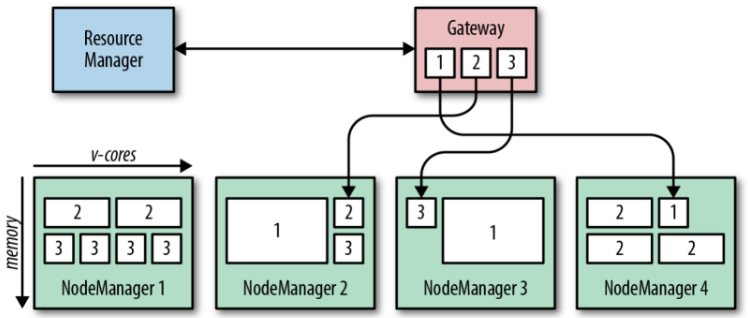 Resource
Manager
Gateway
1 2 3
v-cores
memory
2 2
3 3 3 3
NodeManager 1
1
2
3
NodeManager 2
3
1
NodeManager 3
2 1
2 2
NodeManager 4